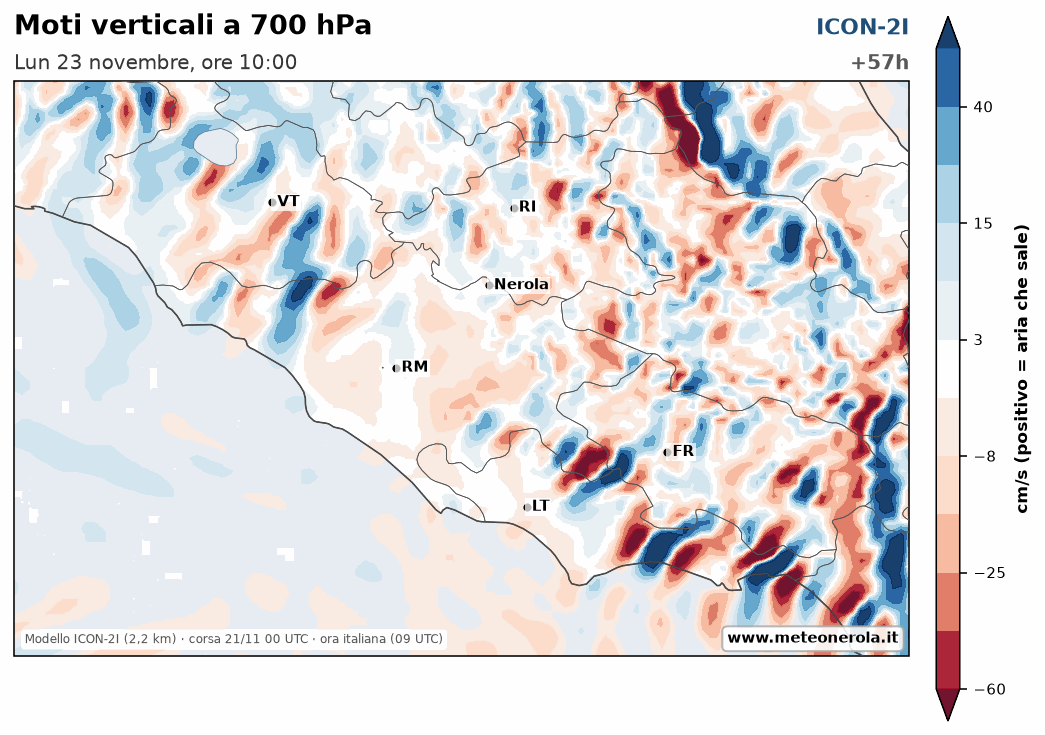 Moti verticali a 700 hPa
ICON-2I
Lun 23 novembre, ore 10:00
+57h
VT
RI
Nerola
RM
FR
LT
40
15
3
−8
−25
−60
cm/s (positivo = aria che sale)
Modello ICON-2I (2,2 km) · corsa 21/11 00 UTC · ora italiana (09 UTC)
www.meteonerola.it